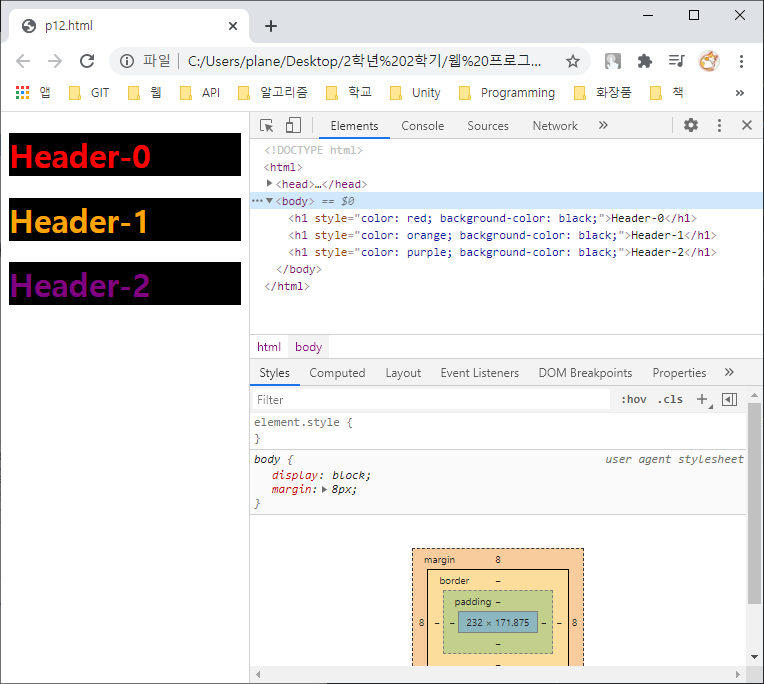 p12.html
파일 C:/Users/plane/Desktop/2학년%202학기/웹%20프로그...
앱 GIT 웹 API 알고리즘 학교 Unity Programming 화장품 책 »
Header-0
Header-1
Header-2
Elements Console Sources Network »
<!DOCTYPE html>
<html>
<head>…</head>
<body> == $0
<h1 style="color: red; background-color: black;">Header-0</h1>
<h1 style="color: orange; background-color: black;">Header-1</h1>
<h1 style="color: purple; background-color: black;">Header-2</h1>
</body>
</html>
html body
Styles Computed Layout Event Listeners DOM Breakpoints Properties »
Filter :hov .cls +
element.style {
}
body { user agent stylesheet
display: block;
margin: 8px;
}
margin 8
border –
padding –
8 – – 232 × 171.875 – – 8
–
–